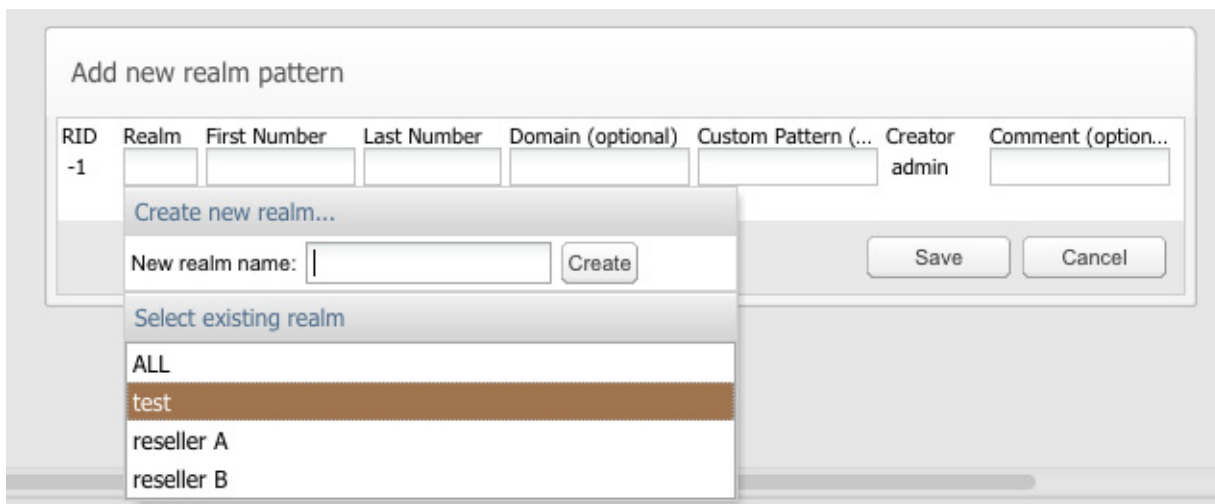 Add new realm pattern
RID Realm First Number Last Number Domain (optional) Custom Pattern (... Creator Comment (option...
-1 admin
Create new realm...
New realm name: Create
Save Cancel
Select existing realm
ALL
test
reseller A
reseller B